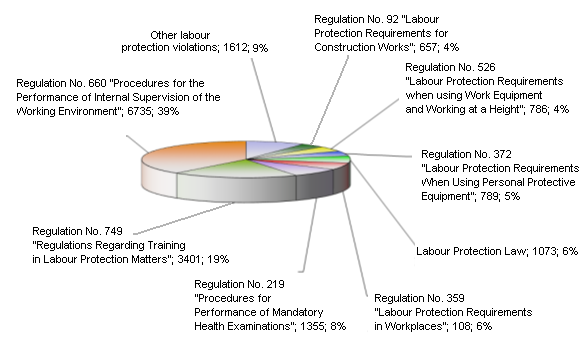 Other labour
protection violations; 1612; 9%
Regulation No. 92 "Labour
Protection Requirements for
Construction Works"; 657; 4%
Regulation No. 526
"Labour Protection Requirements
when using Work Equipment
and Working at a Height"; 786; 4%
Regulation No. 372
"Labour Protection Requirements
When Using Personal Protective
Equipment"; 789; 5%
Labour Protection Law; 1073; 6%
Regulation No. 359
"Labour Protection Requirements
in Workplaces"; 108; 6%
Regulation No. 219
"Procedures for
Performance of Mandatory
Health Examinations"; 1355; 8%
Regulation No. 749
"Regulations Regarding Training
in Labour Protection Matters"; 3401; 19%
Regulation No. 660 "Procedures for the
Performance of Internal Supervision of the
Working Environment"; 6735; 39%